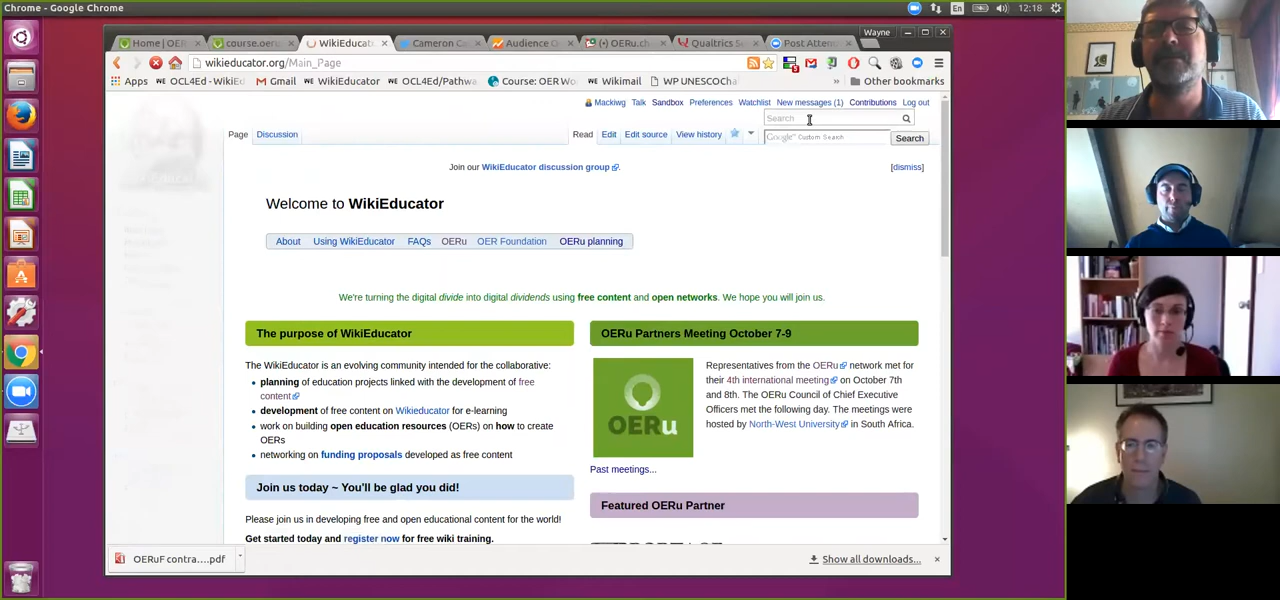 Chrome - Google Chrome
En
12:18
Home | OER
course.oeru
WikiEducato
Cameron Ca
Audience O
(•) OERu.ch
Qualtrics Se
Post Attend
Wayne
wikieducator.org/Main_Page
Apps
OCL4Ed - WikiEd
Gmail
WikiEducator
OCL4Ed/Pathwa
Course: OER Wo
Wikimail
WP UNESCOChai
»
Other bookmarks
Mackiwg Talk Sandbox Preferences Watchlist New messages (1) Contributions Log out
Search
Page Discussion Read Edit Edit source View history
Google™ Custom Search Search
Join our WikiEducator discussion group. [dismiss]
Welcome to WikiEducator
About Using WikiEducator FAQs OERu OER Foundation OERu planning
We're turning the digital divide into digital dividends using free content and open networks. We hope you will join us.
The purpose of WikiEducator
The WikiEducator is an evolving community intended for the collaborative:
• planning of education projects linked with the development of free
content
• development of free content on Wikieducator for e-learning
• work on building open education resources (OERs) on how to create
OERs
• networking on funding proposals developed as free content
Join us today ~ You'll be glad you did!
Please join us in developing free and open educational content for the world!
Get started today and register now for free wiki training.
OERu Partners Meeting October 7-9
OERu
Representatives from the OERu network met for
their 4th international meeting on October 7th
and 8th. The OERu Council of Chief Executive
Officers met the following day. The meetings were
hosted by North-West University in South Africa.
Past meetings...
Featured OERu Partner
OERuF contra....pdf
Show all downloads...